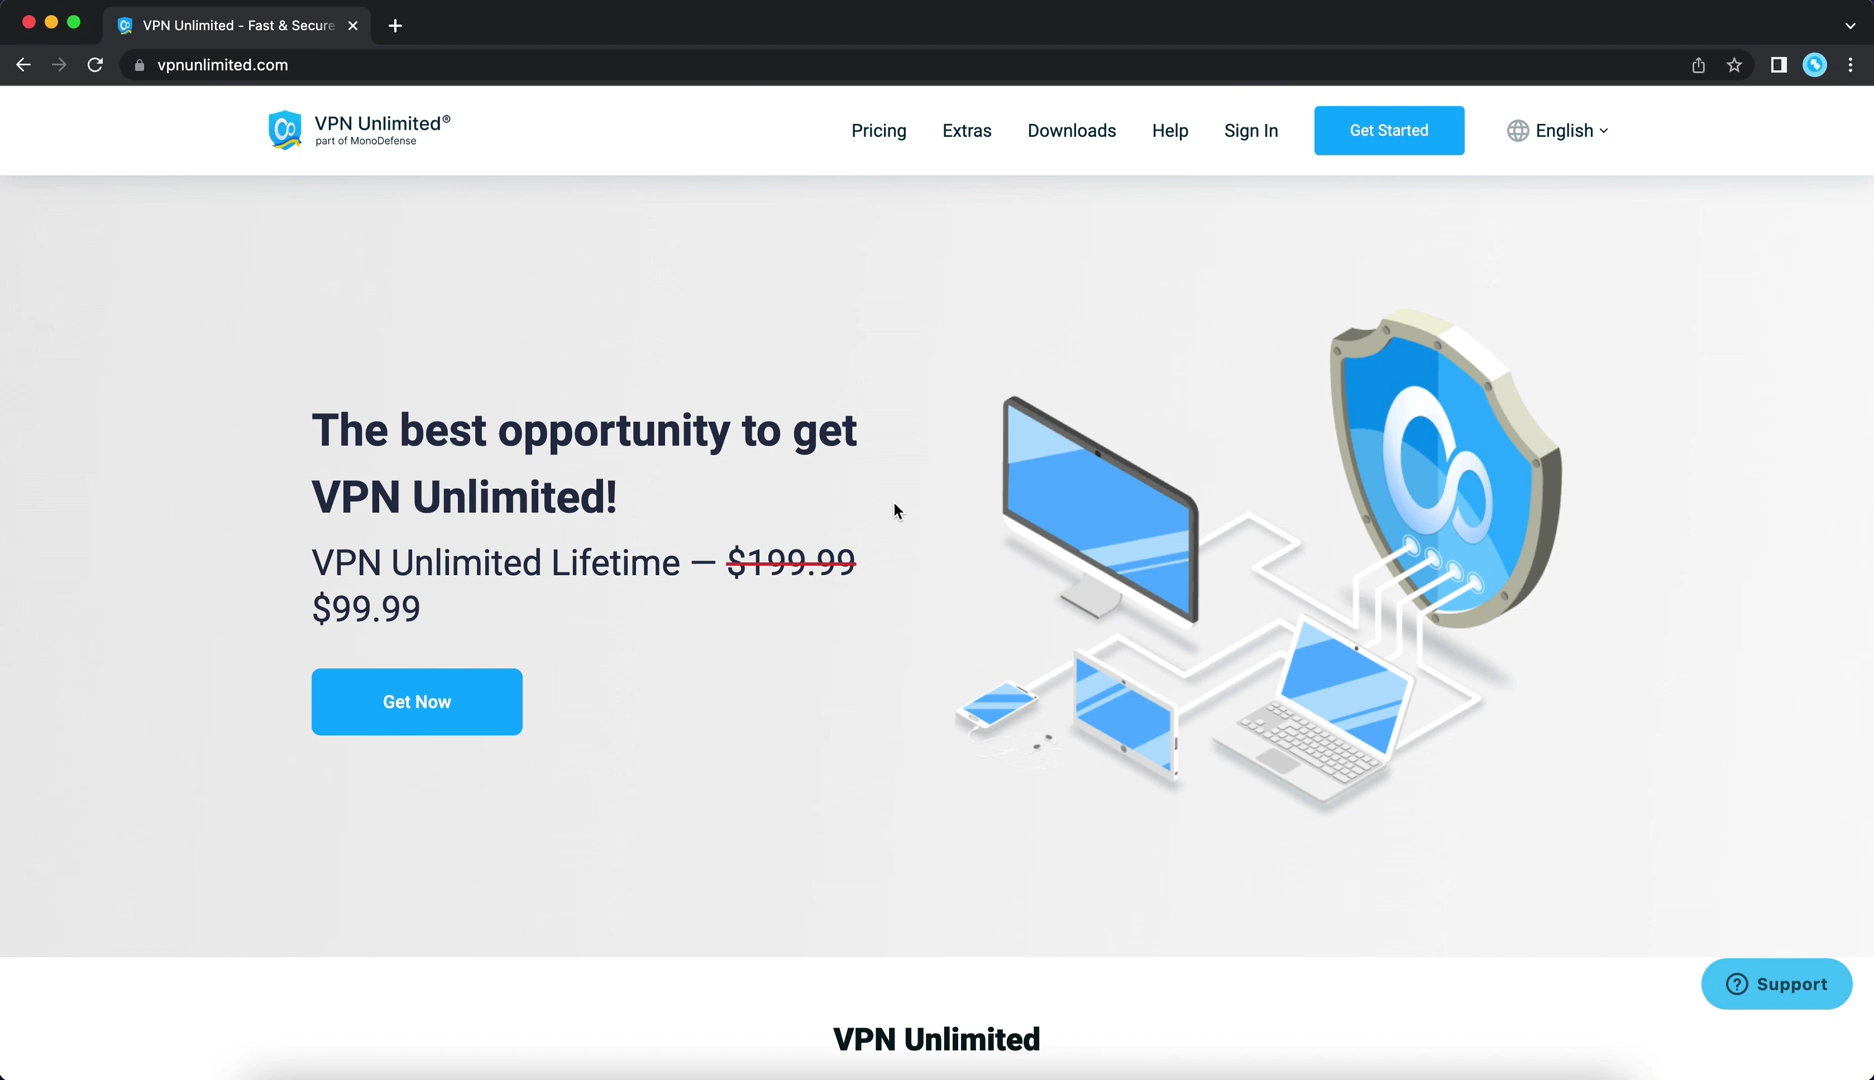 VPN Unlimited - Fast & Secure
vpnunlimited.com
VPN Unlimited®
part of MonoDefense
Pricing
Extras
Downloads
Help
Sign In
Get Started
English
The best opportunity to get
VPN Unlimited!
VPN Unlimited Lifetime — $199.99
$99.99
Get Now
Support
VPN Unlimited